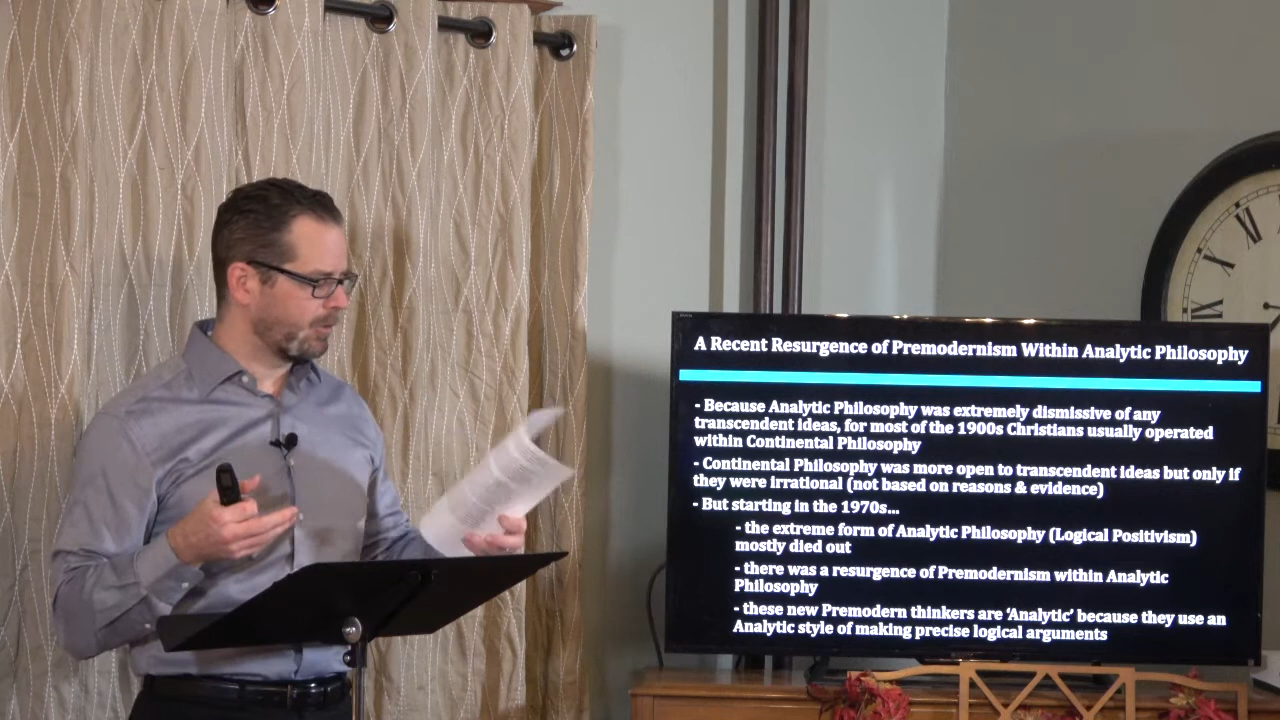 A Recent Resurgence of Premodernism Within Analytic Philosophy
- Because Analytic Philosophy was extremely dismissive of any
transcendent ideas, for most of the 1900s Christians usually operated
within Continental Philosophy
- Continental Philosophy was more open to transcendent ideas but only if
they were irrational (not based on reasons & evidence)
- But starting in the 1970s...
- the extreme form of Analytic Philosophy (Logical Positivism)
mostly died out
- there was a resurgence of Premodernism within Analytic
Philosophy
- these new Premodern thinkers are ‘Analytic’ because they use an
Analytic style of making precise logical arguments